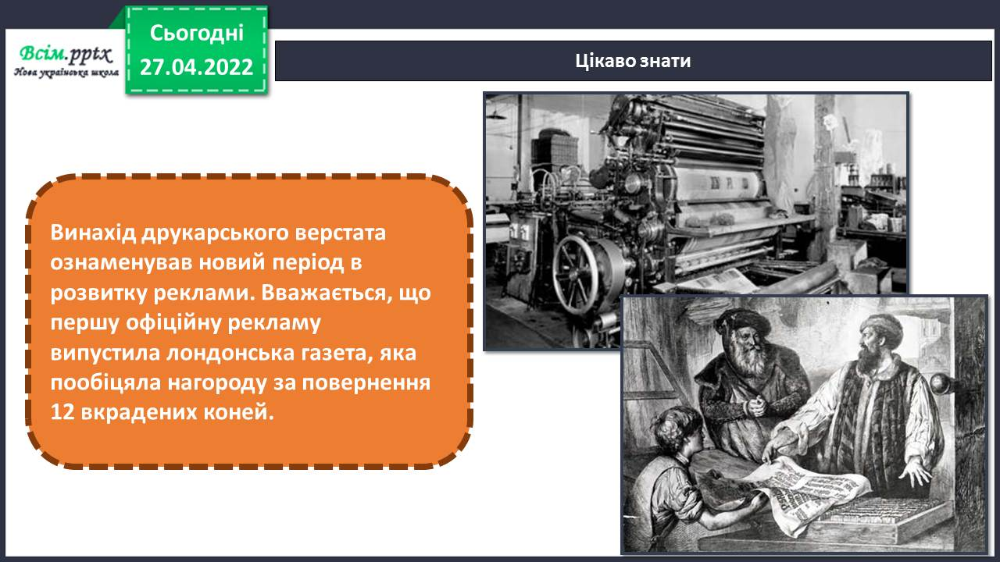 Сьогодні
27.04.2022
Всім.pptx
Нова українська школа
Цікаво знати
Винахід друкарського верстата
ознаменував новий період в
розвитку реклами. Вважається, що
першу офіційну рекламу
випустила лондонська газета, яка
пообіцяла нагороду за повернення
12 вкрадених коней.